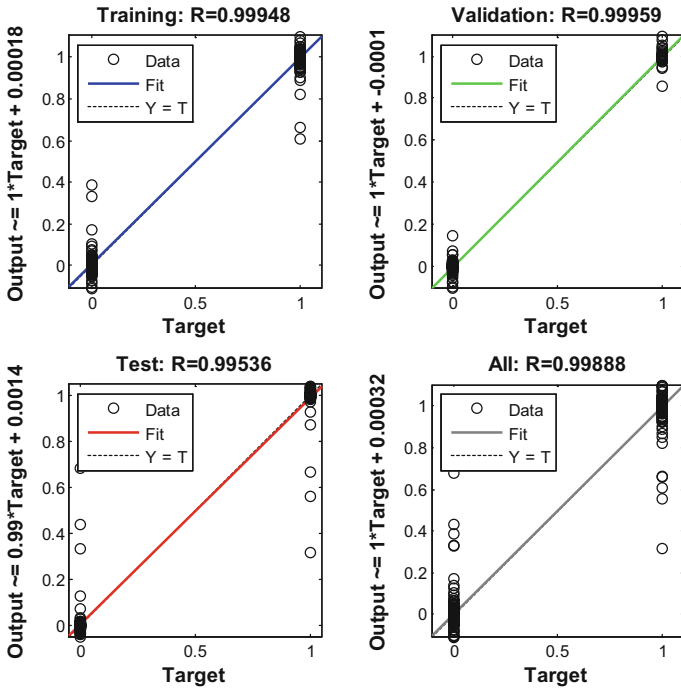 Training: R=0.99948
Output ~= 1*Target + 0.00018
Data
Fit
Y = T
1
0.8
0.6
0.4
0.2
0
0
0.5
1
Target
Validation: R=0.99959
Output ~= 1*Target + -0.0001
Data
Fit
Y = T
1
0.8
0.6
0.4
0.2
0
0
0.5
1
Target
Test: R=0.99536
Output ~= 0.99*Target + 0.0014
Data
Fit
Y = T
1
0.8
0.6
0.4
0.2
0
0
0.5
1
Target
All: R=0.99888
Output ~= 1*Target + 0.00032
Data
Fit
Y = T
1
0.8
0.6
0.4
0.2
0
0
0.5
1
Target